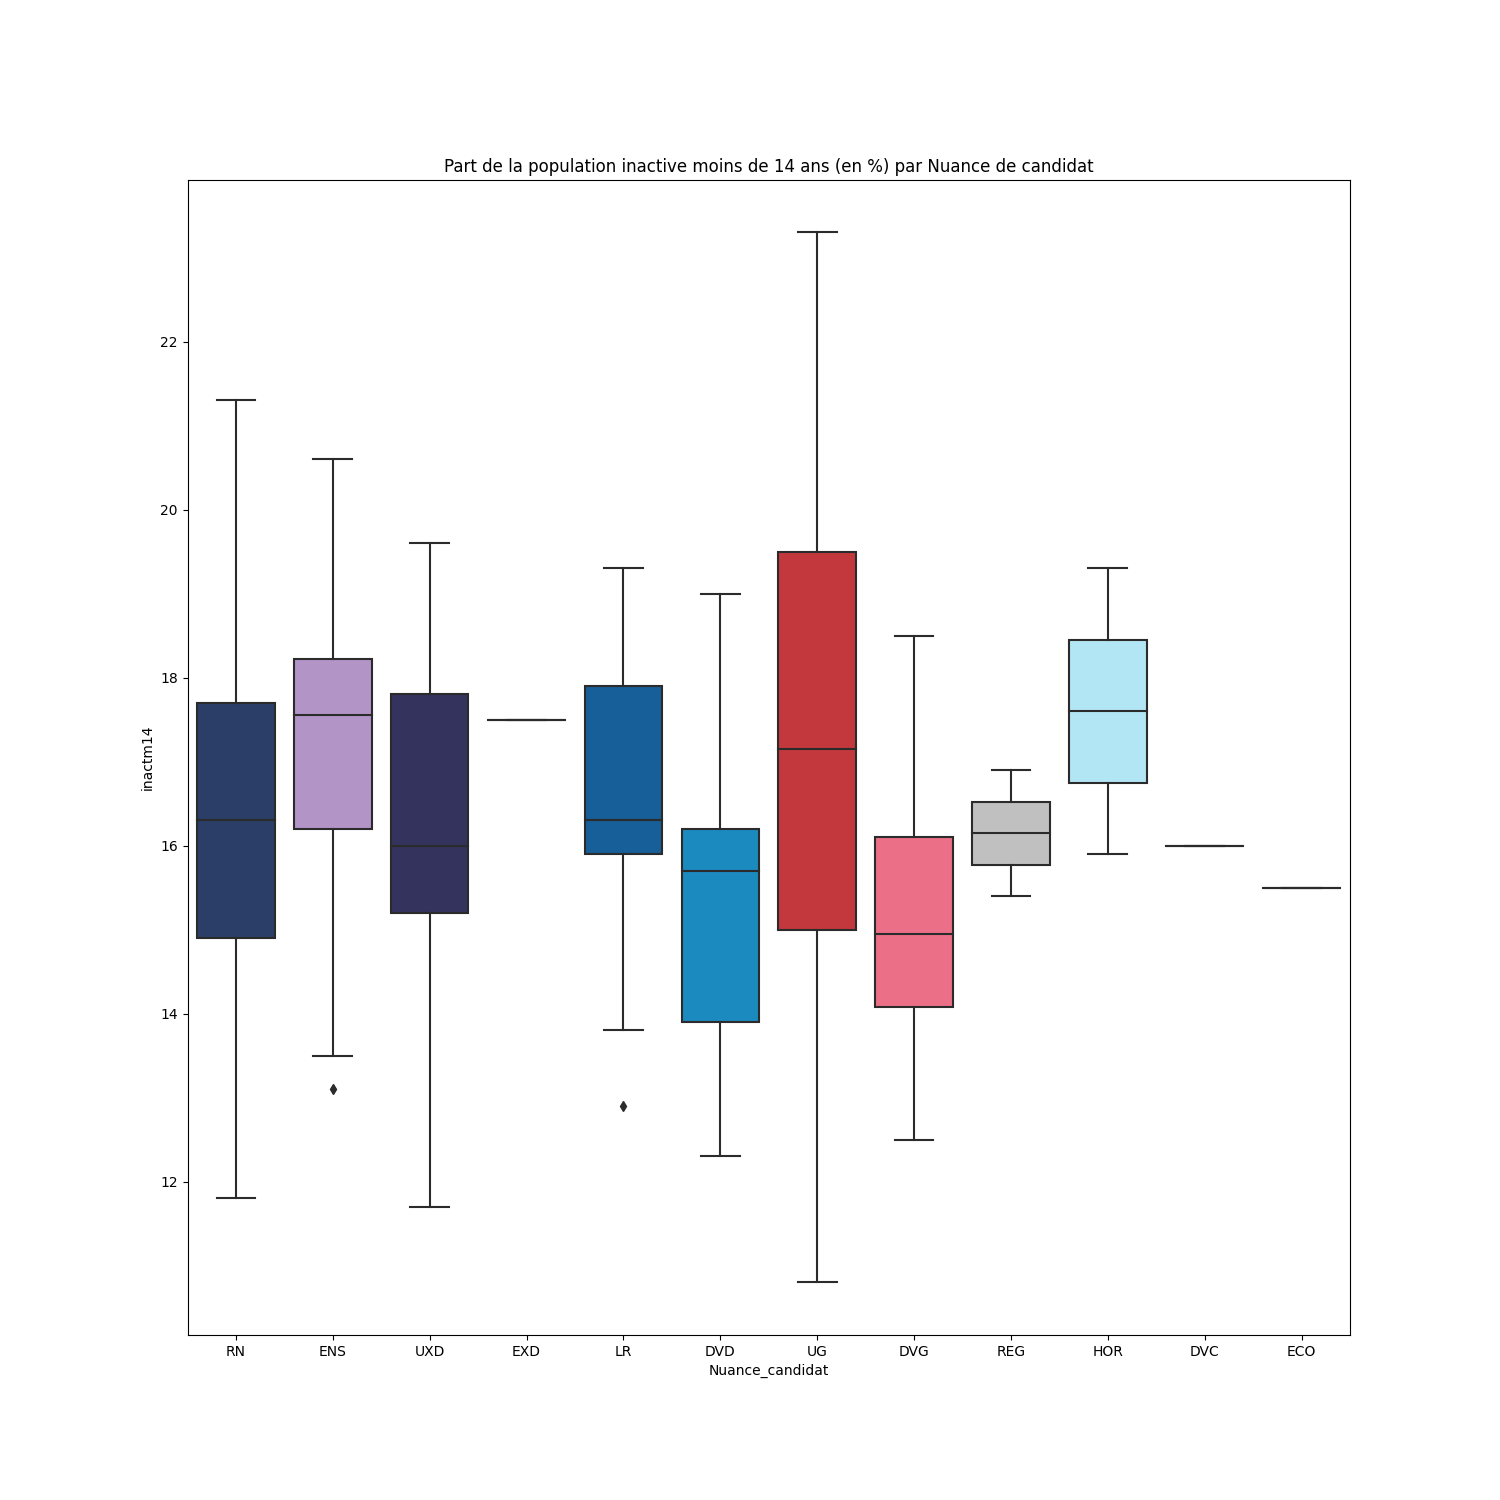 Part de la population inactive moins de 14 ans (en %) par Nuance de candidat
inactm14
22
20
18
16
14
12
RN ENS UXD EXD LR DVD UG DVG REG HOR DVC ECO
Nuance_candidat